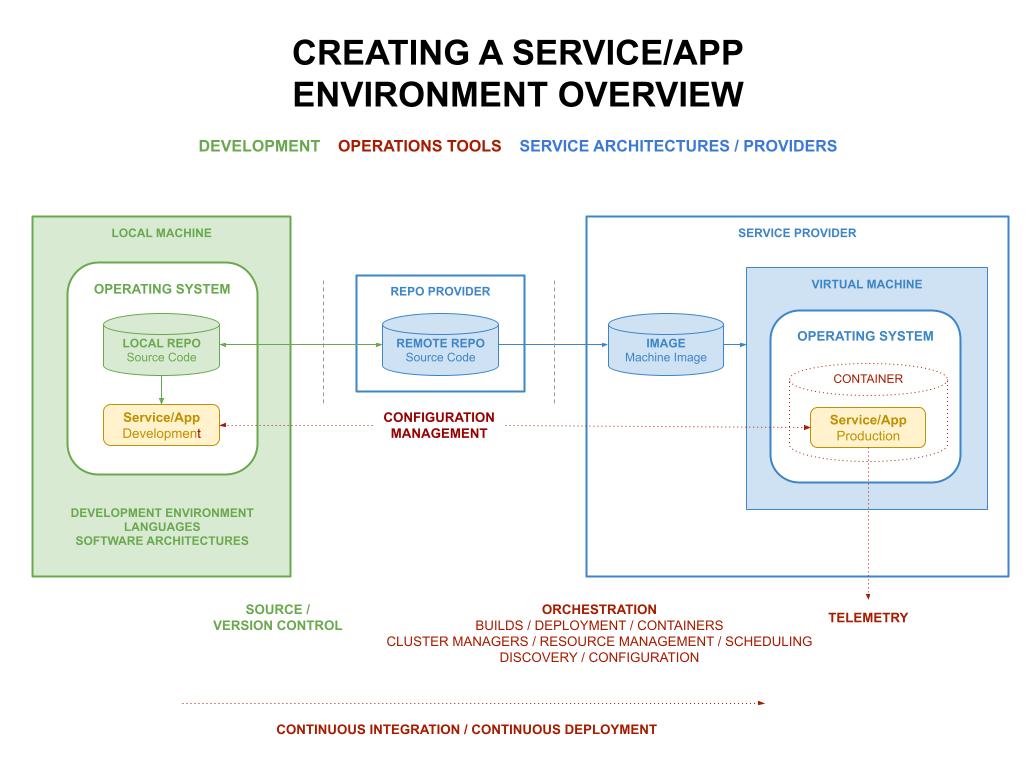 CREATING A SERVICE/APP
ENVIRONMENT OVERVIEW
DEVELOPMENT OPERATIONS TOOLS SERVICE ARCHITECTURES / PROVIDERS
LOCAL MACHINE
OPERATING SYSTEM
LOCAL REPO
Source Code
Service/App
Development
DEVELOPMENT ENVIRONMENT
LANGUAGES
SOFTWARE ARCHITECTURES
REPO PROVIDER
REMOTE REPO
Source Code
CONFIGURATION
MANAGEMENT
SERVICE PROVIDER
IMAGE
Machine Image
VIRTUAL MACHINE
OPERATING SYSTEM
CONTAINER
Service/App
Production
SOURCE /
VERSION CONTROL
ORCHESTRATION
BUILDS / DEPLOYMENT / CONTAINERS
CLUSTER MANAGERS / RESOURCE MANAGEMENT / SCHEDULING
DISCOVERY / CONFIGURATION
TELEMETRY
CONTINUOUS INTEGRATION / CONTINUOUS DEPLOYMENT